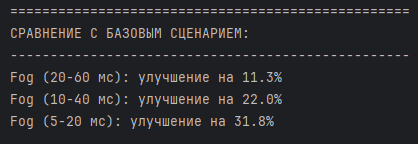 ==================================================
СРАВНЕНИЕ С БАЗОВЫМ СЦЕНАРИЕМ:
--------------------------------------------------
Fog (20-60 мс): улучшение на 11.3%
Fog (10-40 мс): улучшение на 22.0%
Fog (5-20 мс): улучшение на 31.8%